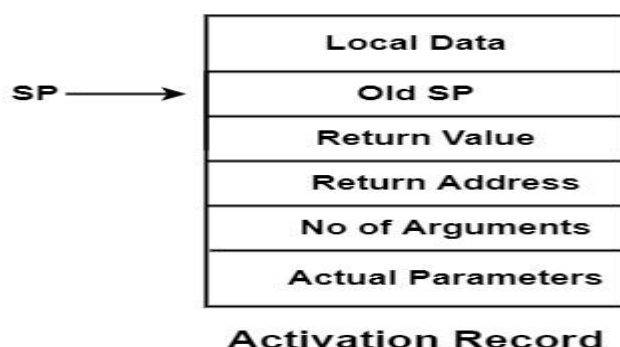 Local Data
SP
Old SP
Return Value
Return Address
No of Arguments
Actual Parameters
Activation Record